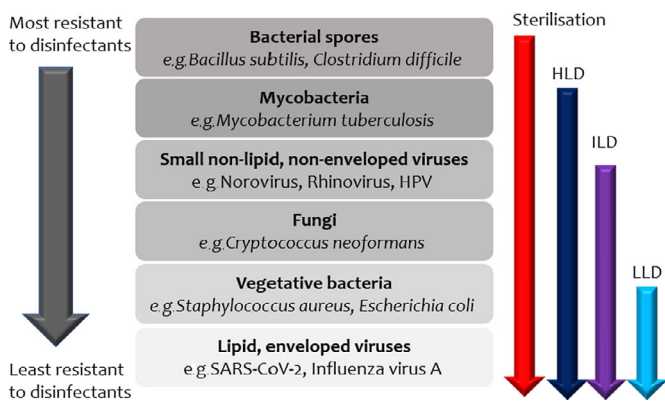 Most resistant
to disinfectants
Bacterial spores
e.g.Bacillus subtilis, Clostridium difficile
Mycobacteria
e.g.Mycobacterium tuberculosis
Small non-lipid, non-enveloped viruses
e.g.Norovirus, Rhinovirus, HPV
Fungi
e.g.Cryptococcus neoformans
Vegetative bacteria
e.g.Staphylococcus aureus, Escherichia coli
Lipid, enveloped viruses
e.g.SARS-CoV-2, Influenza virus A
Least resistant
to disinfectants
Sterilisation
HLD
ILD
LLD